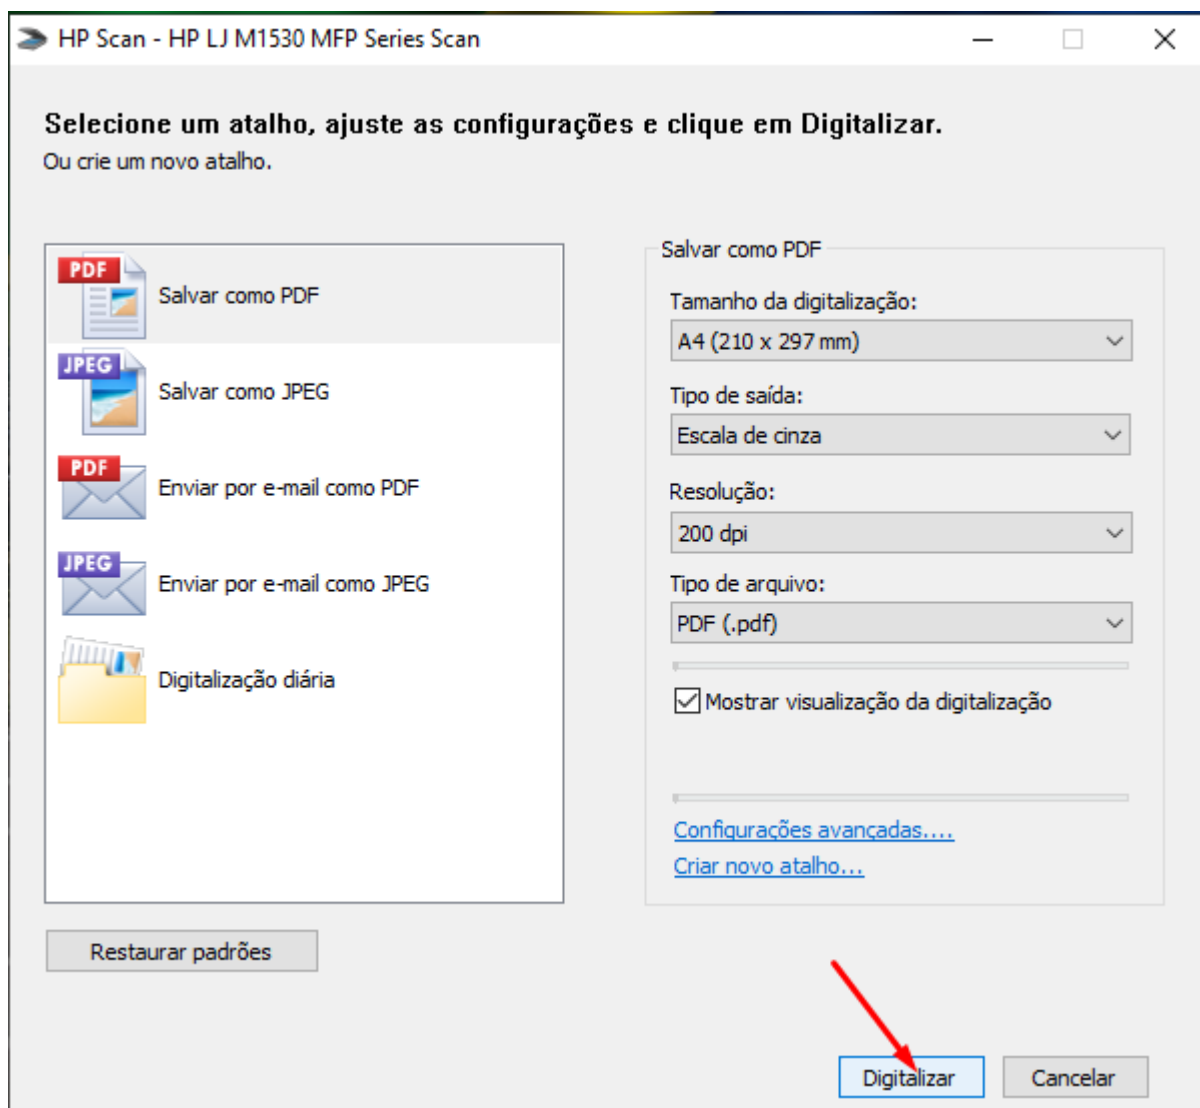 HP Scan - HP LJ M1530 MFP Series Scan
Selecione um atalho, ajuste as configurações e clique em Digitalizar.
Ou crie um novo atalho.
PDF
Salvar como PDF
JPEG
Salvar como JPEG
PDF
Enviar por e-mail como PDF
JPEG
Enviar por e-mail como JPEG
Digitalização diária
Restaurar padrões
Salvar como PDF
Tamanho da digitalização:
A4 (210 x 297 mm)
Tipo de saída:
Escala de cinza
Resolução:
200 dpi
Tipo de arquivo:
PDF (.pdf)
Mostrar visualização da digitalização
Configurações avançadas....
Criar novo atalho...
Digitalizar
Cancelar